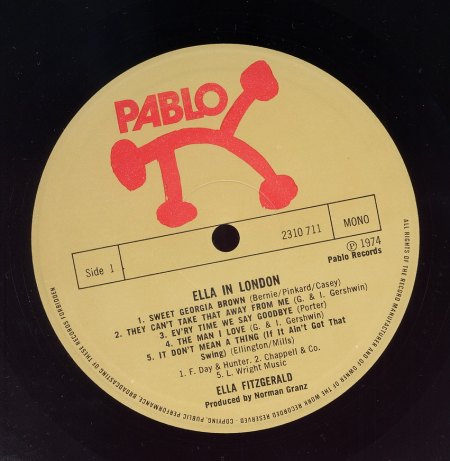 PABLO
Side 1
2310 711
MONO
Ⓟ 1974
Pablo Records
ELLA IN LONDON
1. SWEET GEORGIA BROWN (Bernie/Pinkard/Casey)
2. THEY CAN'T TAKE THAT AWAY FROM ME (G. & I. Gershwin)
3. EV'RY TIME WE SAY GOODBYE (Porter)
4. THE MAN I LOVE (G. & I. Gershwin)
5. IT DON'T MEAN A THING (If It Ain't Got That
Swing) (Ellington/Mills)
1. F. Day & Hunter. 2. Chappell & Co.
5. L. Wright Music
ELLA FITZGERALD
Produced by Norman Granz
ALL RIGHTS OF THE RECORD MANUFACTURER AND OF OWNER OF THE WORK RECORDED RESERVED · COPYING, PUBLIC PERFORMANCE BROADCASTING OF THESE RECORDS FORBIDDEN